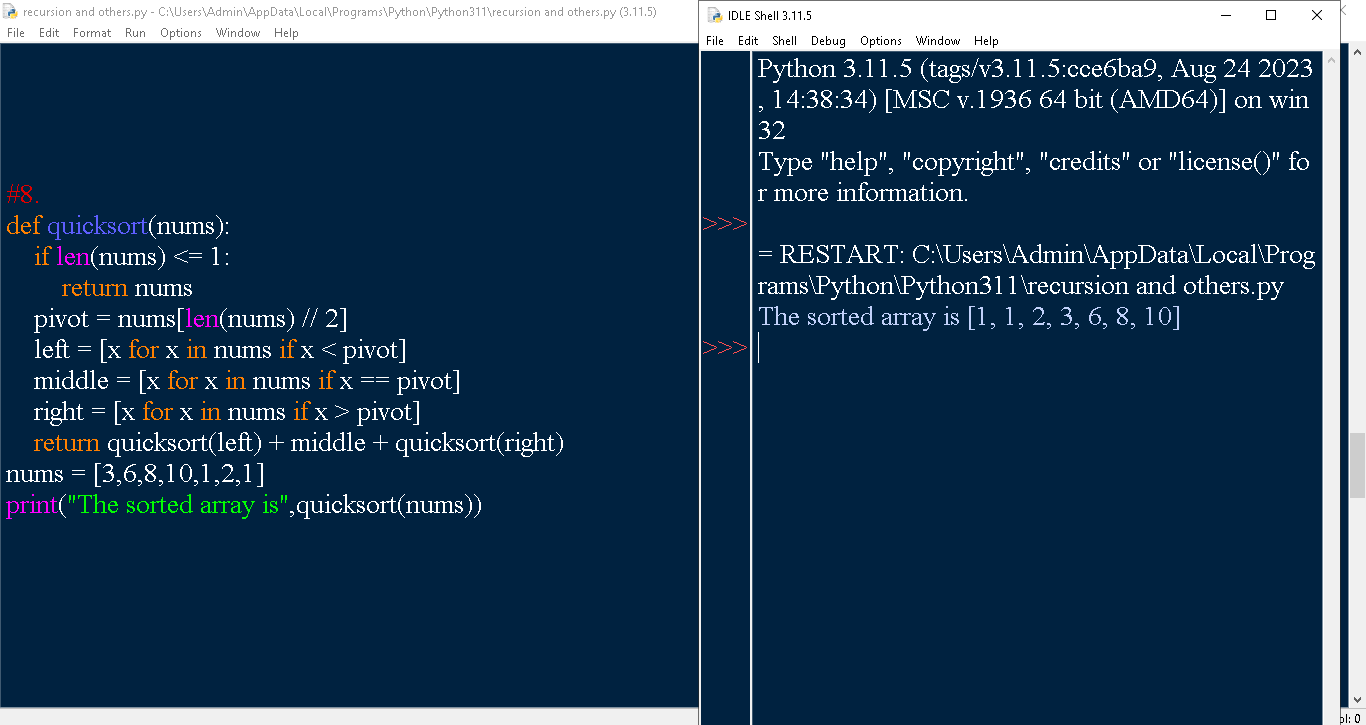 recursion and others.py - C:\Users\Admin\AppData\Local\Programs\Python\Python311\recursion and others.py (3.11.5)
File Edit Format Run Options Window Help
#8.
def quicksort(nums):
    if len(nums) <= 1:
        return nums
    pivot = nums[len(nums) // 2]
    left = [x for x in nums if x < pivot]
    middle = [x for x in nums if x == pivot]
    right = [x for x in nums if x > pivot]
    return quicksort(left) + middle + quicksort(right)
nums = [3,6,8,10,1,2,1]
print("The sorted array is",quicksort(nums))
IDLE Shell 3.11.5
File Edit Shell Debug Options Window Help
Python 3.11.5 (tags/v3.11.5:cce6ba9, Aug 24 2023
, 14:38:34) [MSC v.1936 64 bit (AMD64)] on win
32
Type "help", "copyright", "credits" or "license()" fo
r more information.
>>>
= RESTART: C:\Users\Admin\AppData\Local\Prog
rams\Python\Python311\recursion and others.py
The sorted array is [1, 1, 2, 3, 6, 8, 10]
>>>
ol: 0